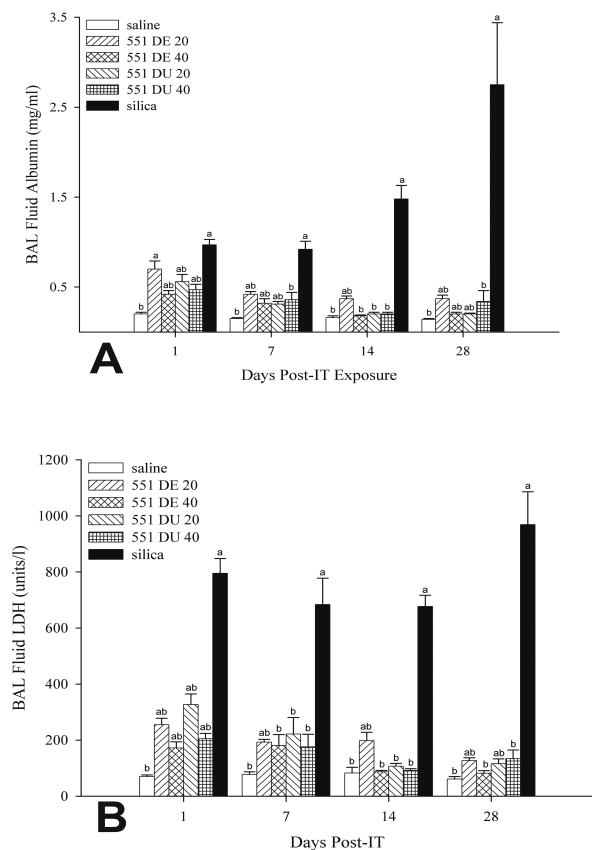 3.5
2.5
1.5
0.5
BAL Fluid Albumin (mg/ml)
saline
551 DE 20
551 DE 40
551 DU 20
551 DU 40
silica
b a ab ab ab a
b ab ab ab b a
b ab b b b a
b ab ab ab b a
1 7 14 28
Days Post-IT Exposure
A
1200
1000
800
600
400
200
0
BAL Fluid LDH (units/l)
saline
551 DE 20
551 DE 40
551 DU 20
551 DU 40
silica
b ab ab ab ab a
b ab b b b a
b ab b b b a
b ab b ab b a
1 7 14 28
Days Post-IT
B